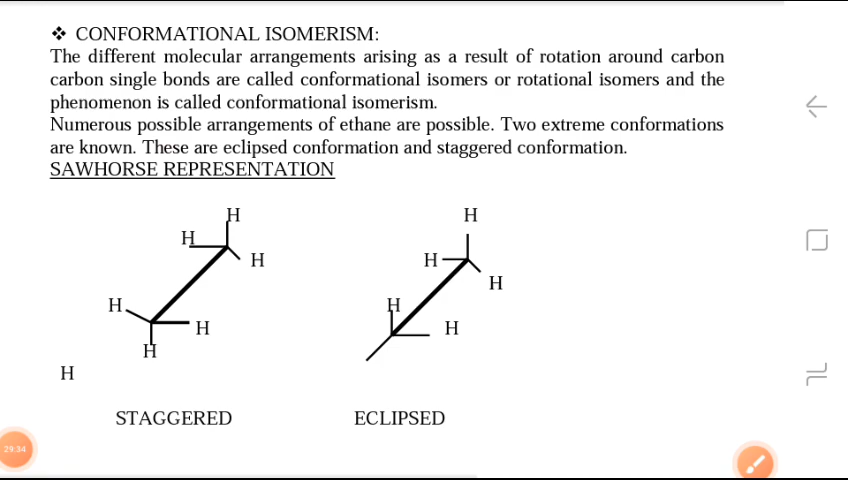 ❖ CONFORMATIONAL ISOMERISM:
The different molecular arrangements arising as a result of rotation around carbon
carbon single bonds are called conformational isomers or rotational isomers and the
phenomenon is called conformational isomerism.
Numerous possible arrangements of ethane are possible. Two extreme conformations
are known. These are eclipsed conformation and staggered conformation.
SAWHORSE REPRESENTATION
H H
H H
H H
H H H
H H
H
H
STAGGERED ECLIPSED
29:34